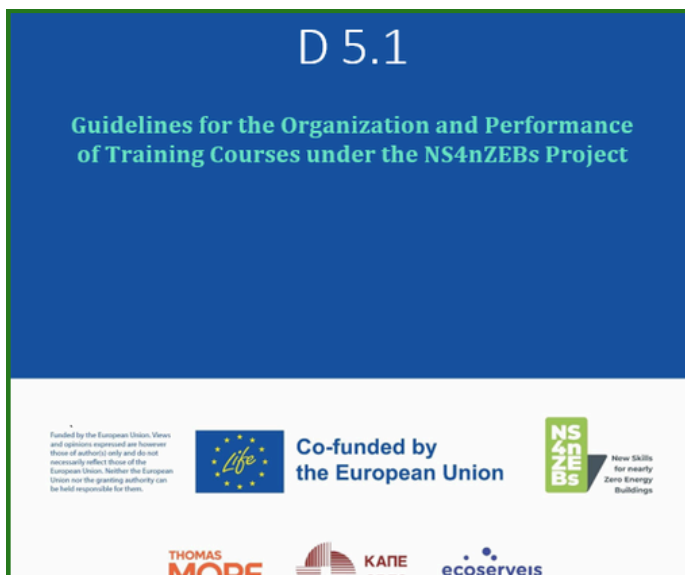 D 5.1
Guidelines for the Organization and Performance
of Training Courses under the NS4nZEBs Project
Funded by the European Union. Views
and opinions expressed are however
those of author(s) only and do not
necessarily reflect those of the
European Union. Neither the European
Union nor the granting authority can
be held responsible for them.
Life
Co-funded by
the European Union
NS
4n
ZE
Bs
New Skills
for nearly
Zero Energy
Buildings
THOMAS
MORE
ΚΑΠΕ
ecoserveis